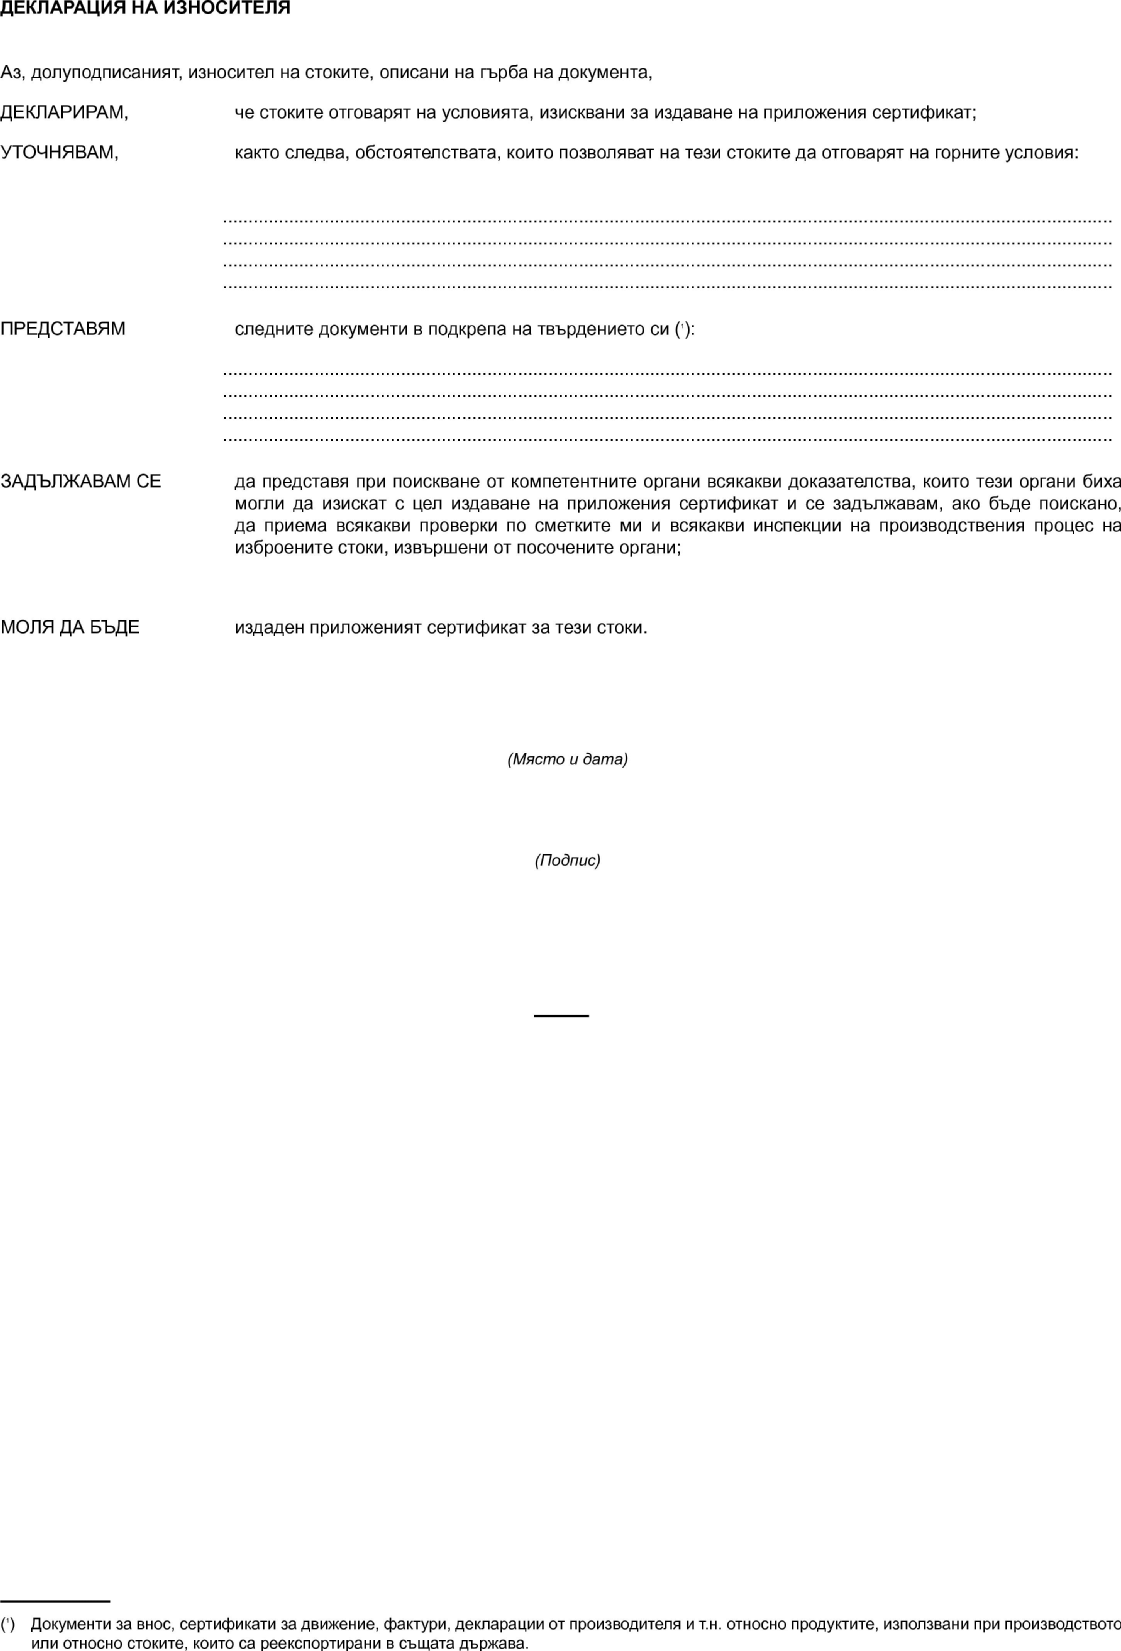 ДЕКЛАРАЦИЯ НА ИЗНОСИТЕЛЯ
Аз, долуподписаният, износител на стоките, описани на гърба на документа,
ДЕКЛАРИРАМ, че стоките отговарят на условията, изисквани за издаване на приложения сертификат;
УТОЧНЯВАМ, както следва, обстоятелствата, които позволяват на тези стоките да отговарят на горните условия:
ПРЕДСТАВЯМ следните документи в подкрепа на твърдението си (¹):
ЗАДЪЛЖАВАМ СЕ да представя при поискване от компетентните органи всякакви доказателства, които тези органи биха
могли да изискат с цел издаване на приложения сертификат и се задължавам, ако бъде поискано,
да приема всякакви проверки по сметките ми и всякакви инспекции на производствения процес на
изброените стоки, извършени от посочените органи;
МОЛЯ ДА БЪДЕ издаден приложеният сертификат за тези стоки.
(Място и дата)
(Подпис)
(¹) Документи за внос, сертификати за движение, фактури, декларации от производителя и т.н. относно продуктите, използвани при производството
или относно стоките, които са реекспортирани в същата държава.